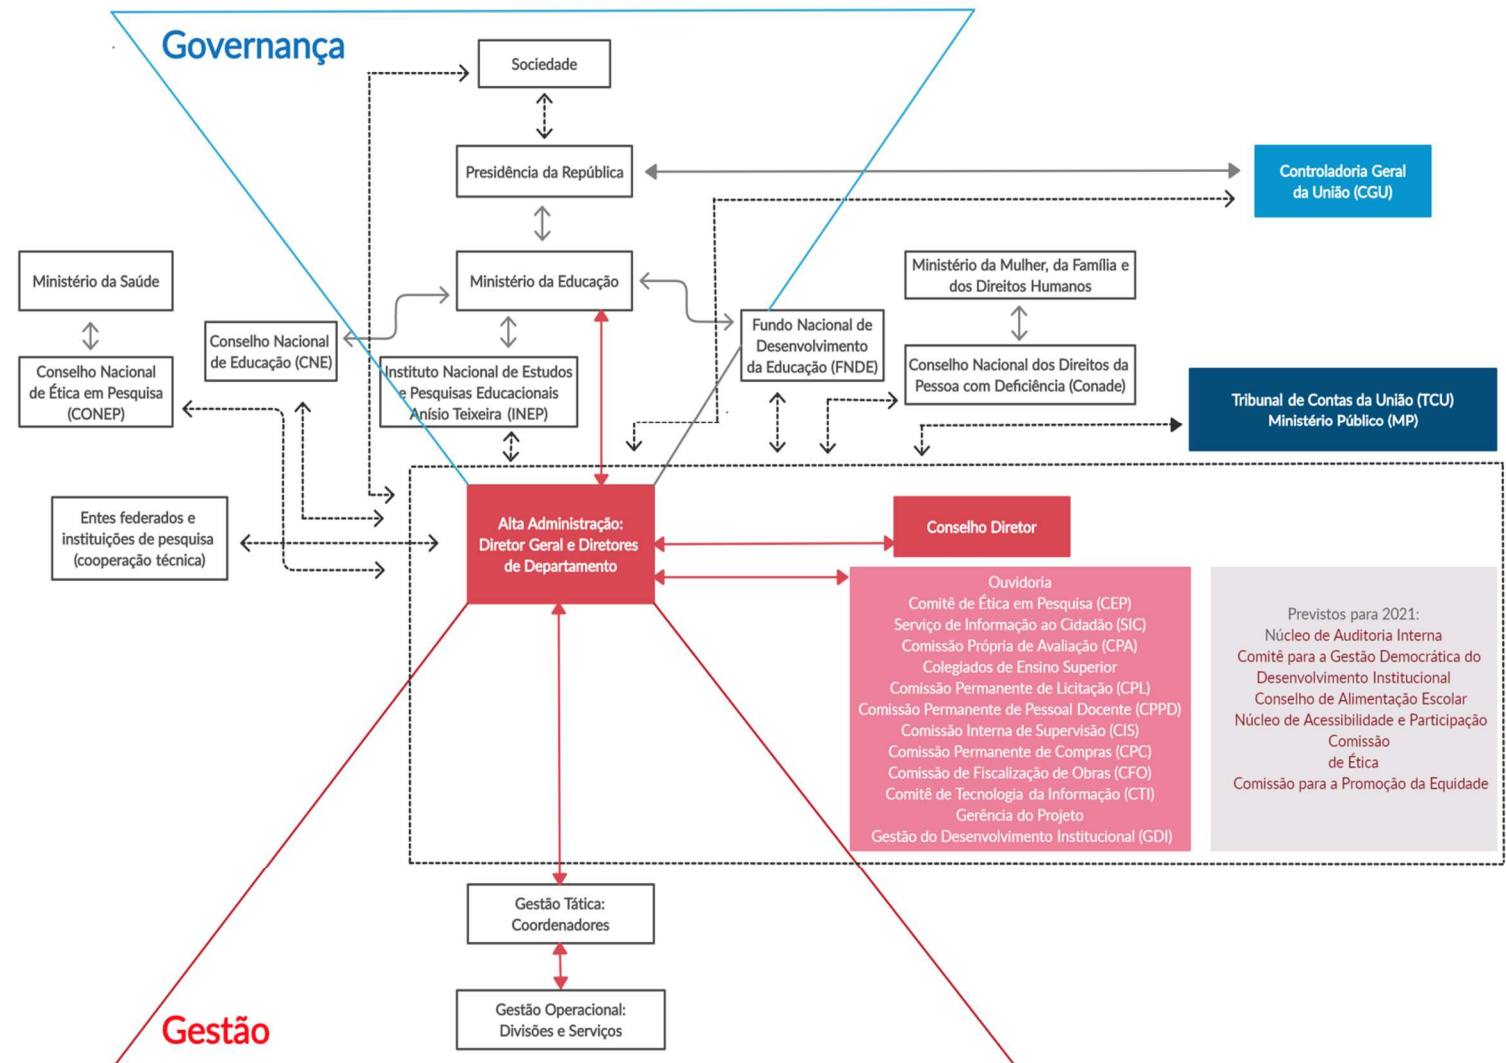 Governança
Sociedade
Presidência da República
Controladoria Geral
da União (CGU)
Ministério da Saúde
Ministério da Educação
Ministério da Mulher, da Família e
dos Direitos Humanos
Conselho Nacional
de Educação (CNE)
Fundo Nacional de
Desenvolvimento
da Educação (FNDE)
Conselho Nacional
de Ética em Pesquisa
(CONEP)
Instituto Nacional de Estudos
e Pesquisas Educacionais
Anísio Teixeira (INEP)
Conselho Nacional dos Direitos da
Pessoa com Deficiência (Conade)
Tribunal de Contas da União (TCU)
Ministério Público (MP)
Entes federados e
instituições de pesquisa
(cooperação técnica)
Alta Administração:
Diretor Geral e Diretores
de Departamento
Conselho Diretor
Ouvidoria
Comitê de Ética em Pesquisa (CEP)
Serviço de Informação ao Cidadão (SIC)
Comissão Própria de Avaliação (CPA)
Colegiados de Ensino Superior
Comissão Permanente de Licitação (CPL)
Comissão Permanente de Pessoal Docente (CPPD)
Comissão Interna de Supervisão (CIS)
Comissão Permanente de Compras (CPC)
Comissão de Fiscalização de Obras (CFO)
Comitê de Tecnologia da Informação (CTI)
Gerência do Projeto
Gestão do Desenvolvimento Institucional (GDI)
Previstos para 2021:
Núcleo de Auditoria Interna
Comitê para a Gestão Democrática do
Desenvolvimento Institucional
Conselho de Alimentação Escolar
Núcleo de Acessibilidade e Participação
Comissão
de Ética
Comissão para a Promoção da Equidade
Gestão Tática:
Coordenadores
Gestão Operacional:
Divisões e Serviços
Gestão